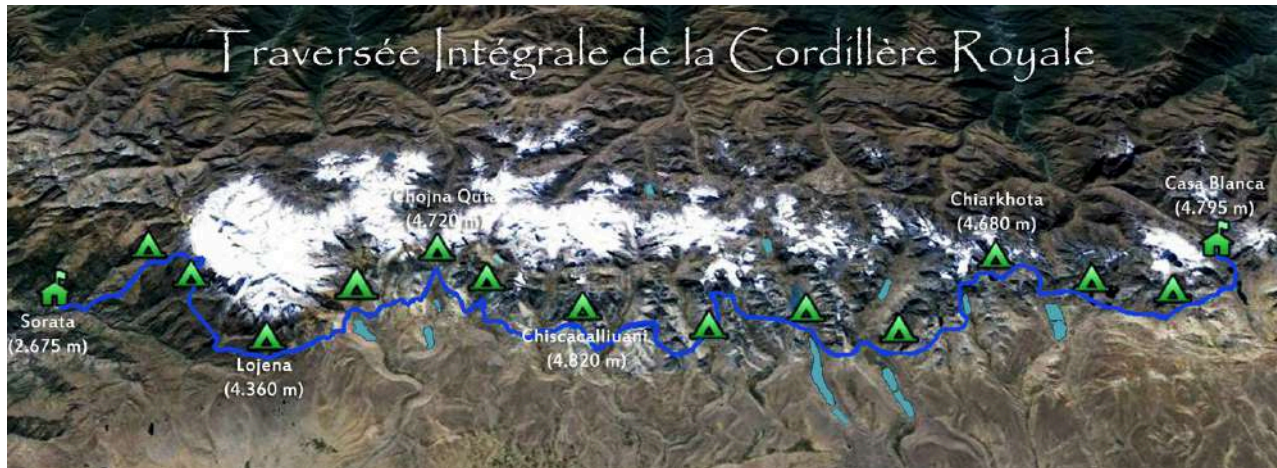 Traversée Intégrale de la Cordillère Royale
Casa Blanca
(4.795 m)
Chojna Quta
(4.720 m)
Chiarkhota
(4.680 m)
Sorata
(2.675 m)
Lojena
(4.360 m)
Chiscacalliuani
(4.820 m)